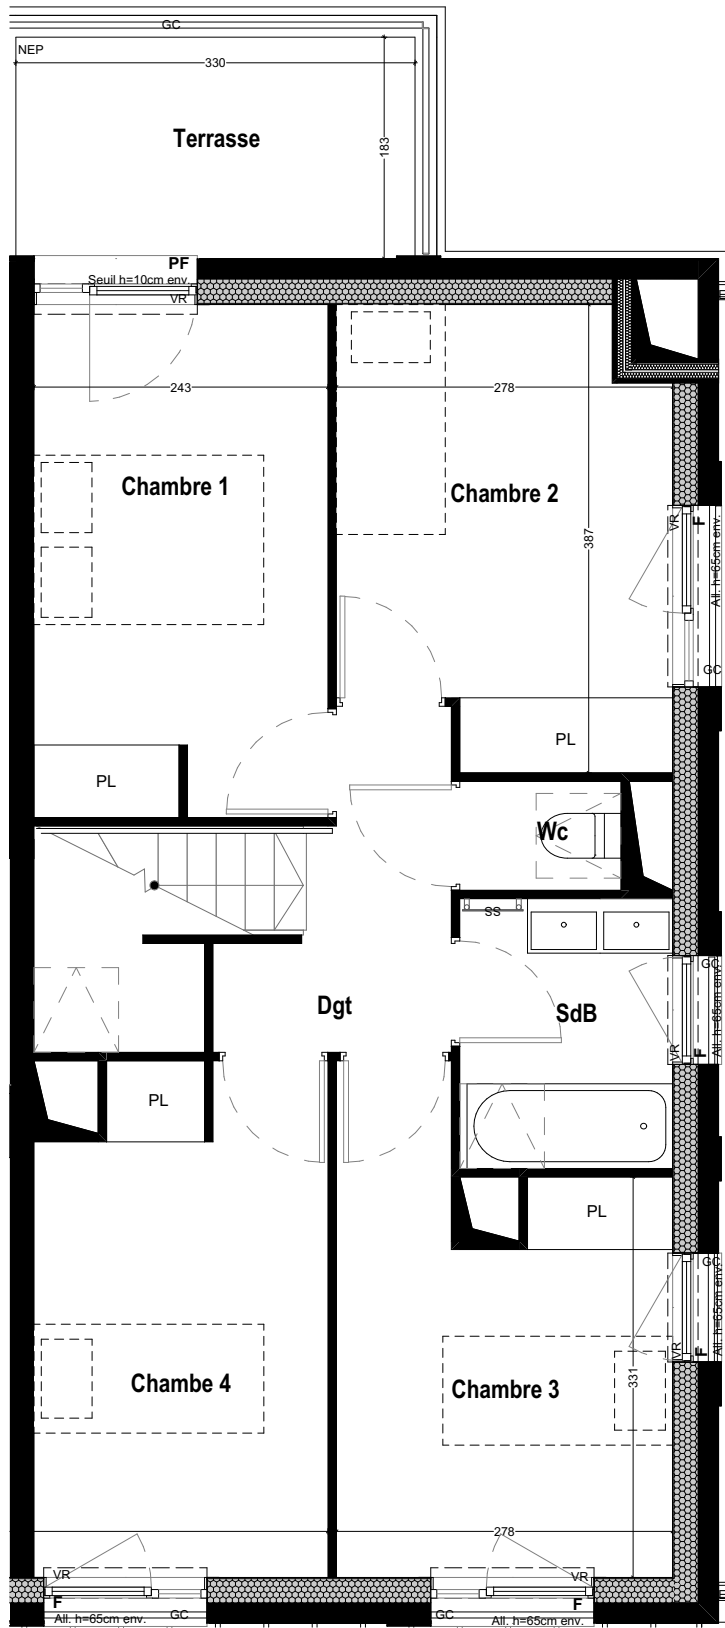 GC
NEP
330
Terrasse
183
PF
Seuil h=10cm env.
VR
243
278
Chambre 1
Chambre 2
387
VR
F
All. h=65cm env.
GC
PL
PL
Wc
SS
Dgt
SdB
GC
All. h=65cm env.
VR
F
PL
PL
GC
All. h=65cm env.
VR
F
Chambe 4
Chambre 3
331
278
VR
VR
F
F
All. h=65cm env.
GC
GC
All. h=65cm env.